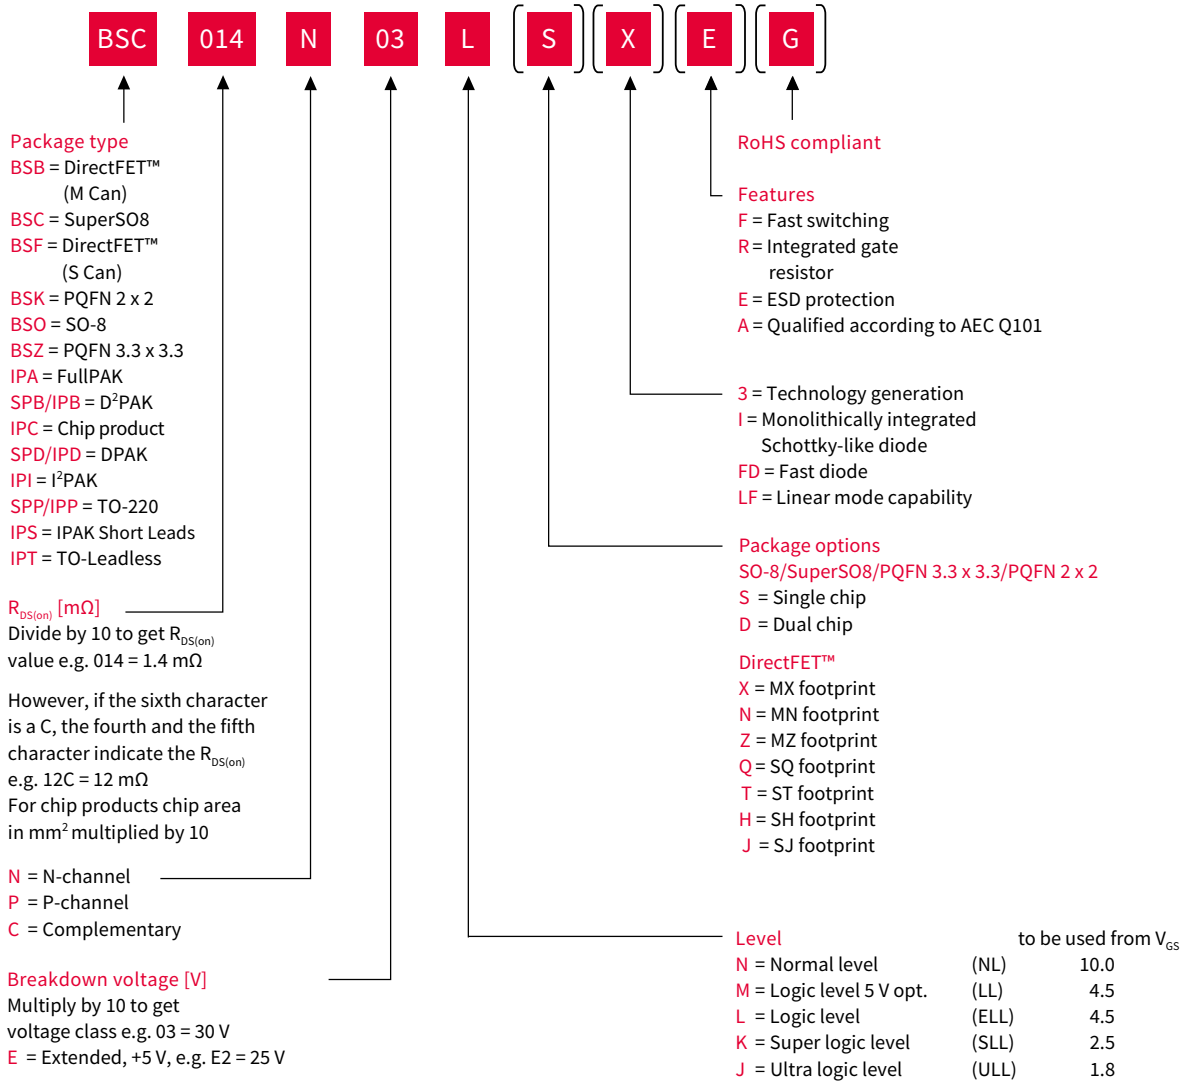 BSC 014 N 03 L S X E G
Package type
BSB = DirectFET™
(M Can)
BSC = SuperSO8
BSF = DirectFET™
(S Can)
BSK = PQFN 2 x 2
BSO = SO-8
BSZ = PQFN 3.3 x 3.3
IPA = FullPAK
SPB/IPB = D²PAK
IPC = Chip product
SPD/IPD = DPAK
IPI = I²PAK
SPP/IPP = TO-220
IPS = IPAK Short Leads
IPT = TO-Leadless
RDS(on) [mΩ]
Divide by 10 to get RDS(on)
value e.g. 014 = 1.4 mΩ
However, if the sixth character
is a C, the fourth and the fifth
character indicate the RDS(on)
e.g. 12C = 12 mΩ
For chip products chip area
in mm² multiplied by 10
N = N-channel
P = P-channel
C = Complementary
Breakdown voltage [V]
Multiply by 10 to get
voltage class e.g. 03 = 30 V
E = Extended, +5 V, e.g. E2 = 25 V
RoHS compliant
Features
F = Fast switching
R = Integrated gate
resistor
E = ESD protection
A = Qualified according to AEC Q101
3 = Technology generation
I = Monolithically integrated
Schottky-like diode
FD = Fast diode
LF = Linear mode capability
Package options
SO-8/SuperSO8/PQFN 3.3 x 3.3/PQFN 2 x 2
S = Single chip
D = Dual chip
DirectFET™
X = MX footprint
N = MN footprint
Z = MZ footprint
Q = SQ footprint
T = ST footprint
H = SH footprint
J = SJ footprint
Level to be used from VGS
N = Normal level (NL) 10.0
M = Logic level 5 V opt. (LL) 4.5
L = Logic level (ELL) 4.5
K = Super logic level (SLL) 2.5
J = Ultra logic level (ULL) 1.8